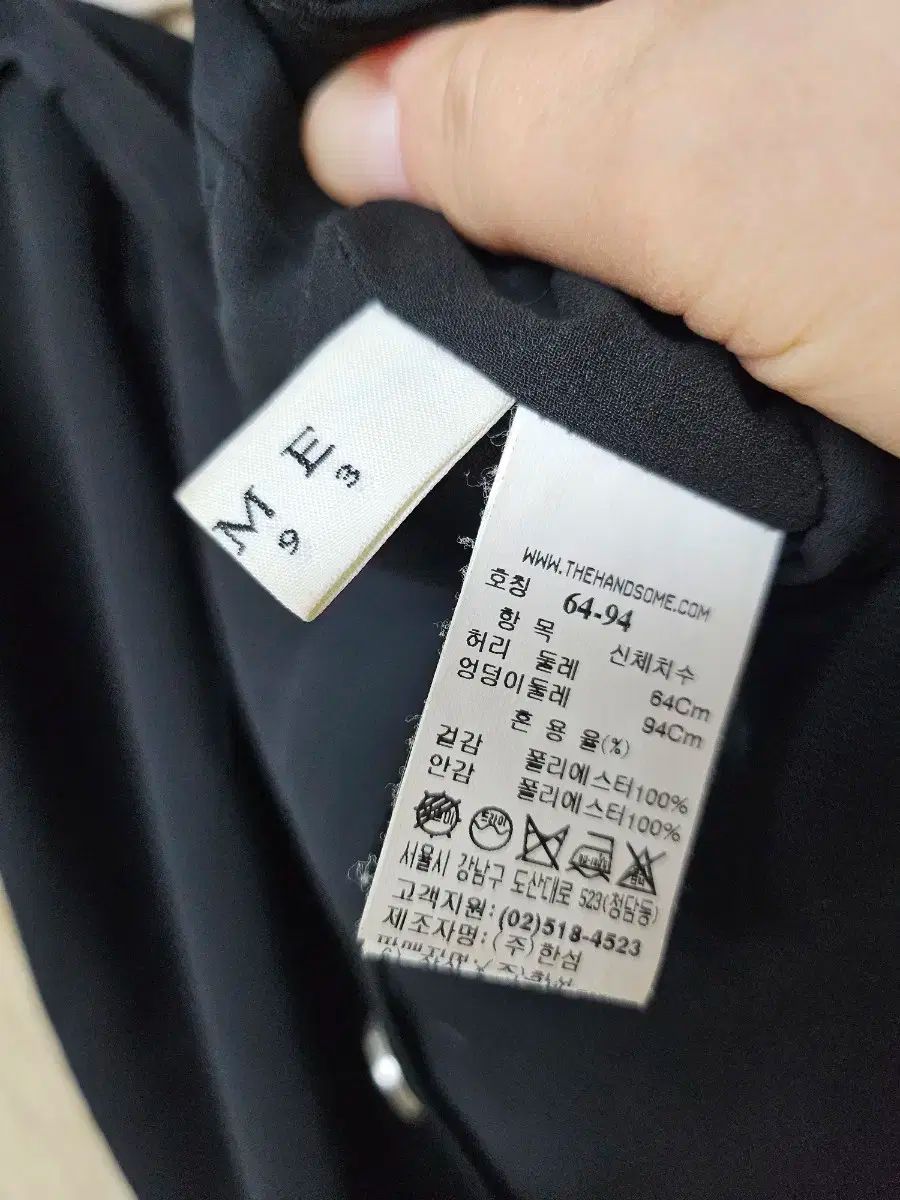 M E
9 3
WWW.THEHANDSOME.COM
호칭 64-94
항 목 신체치수
허리 둘레 64Cm
엉덩이둘레 94Cm
혼 용 율(%)
겉감 폴리에스터100%
안감 폴리에스터100%
드라이
서울시 강남구 도산대로 523(청담동)
고객지원:(02)518-4523
제조자명:(주)한섬